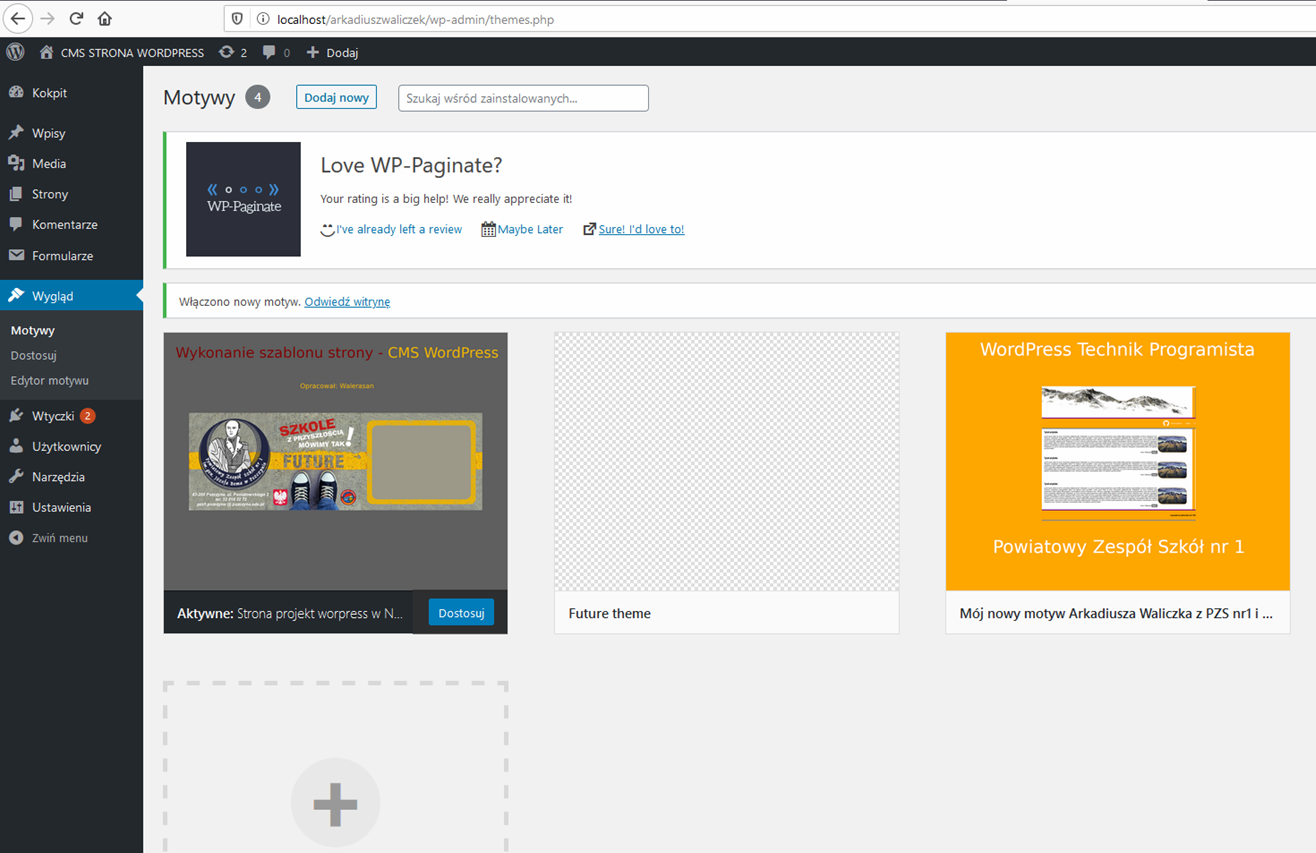 localhost/arkadiuszwaliczek/wp-admin/themes.php
CMS STRONA WORDPRESS
2
0
Dodaj
Kokpit
Wpisy
Media
Strony
Komentarze
Formularze
Wygląd
Motywy
Dostosuj
Edytor motywu
Wtyczki 2
Użytkownicy
Narzędzia
Ustawienia
Zwiń menu
Motywy 4
Dodaj nowy
Szukaj wśród zainstalowanych...
WP-Paginate
Love WP-Paginate?
Your rating is a big help! We really appreciate it!
I've already left a review
Maybe Later
Sure! I'd love to!
Włączono nowy motyw. Odwiedź witrynę
Wykonanie szablonu strony - CMS WordPress
Opracował: Walerasan
SZKOLE
Z PRZYSZŁOŚCIĄ
MÓWIMY TAK!
FUTURE
Aktywne: Strona projekt worpress w N...
Dostosuj
Future theme
WordPress Technik Programista
Powiatowy Zespół Szkół nr 1
Mój nowy motyw Arkadiusza Waliczka z PZS nr1 i ...